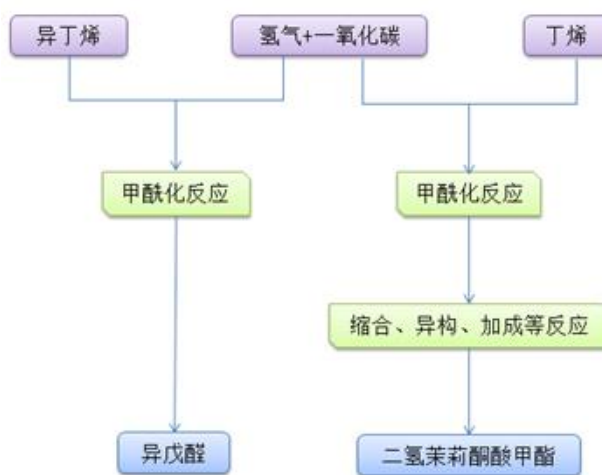 异丁烯
氢气+一氧化碳
丁烯
甲酰化反应
甲酰化反应
缩合、异构、加成等反应
异戊醛
二氢茉莉酮酸甲酯